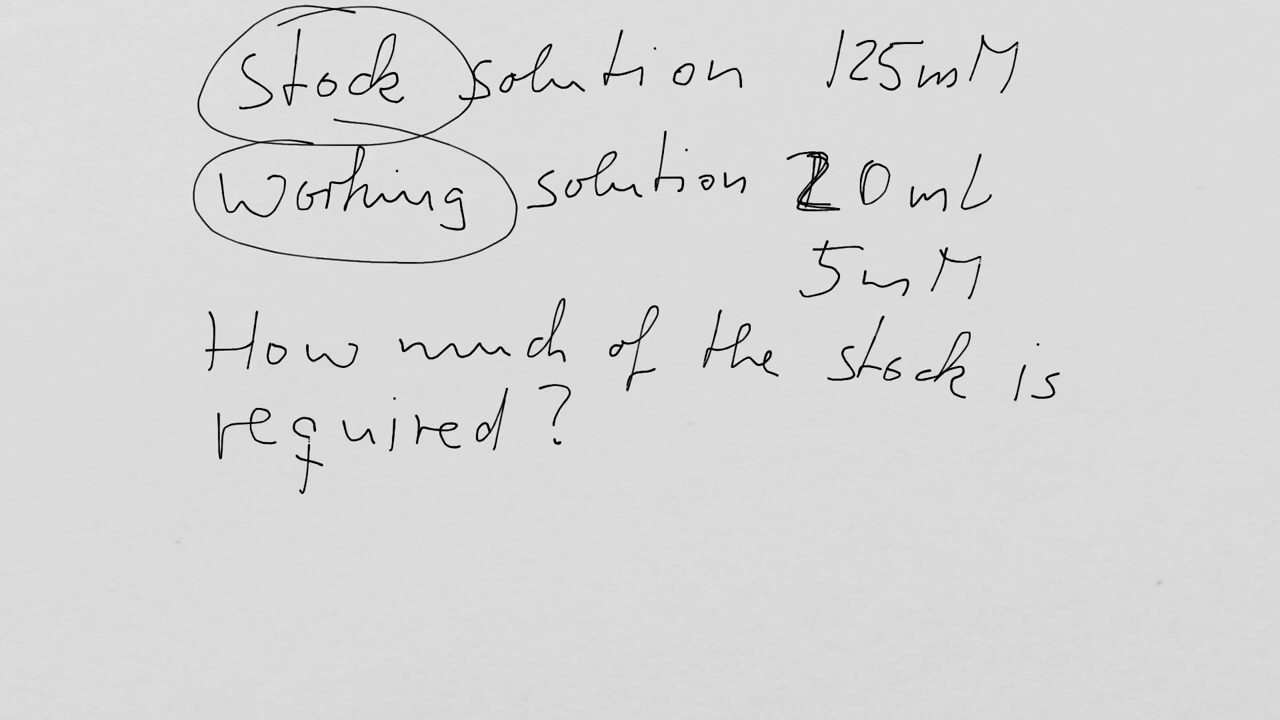 Stock solution 125mM
Working solution 20mL
5mM
How much of the stock is
required?